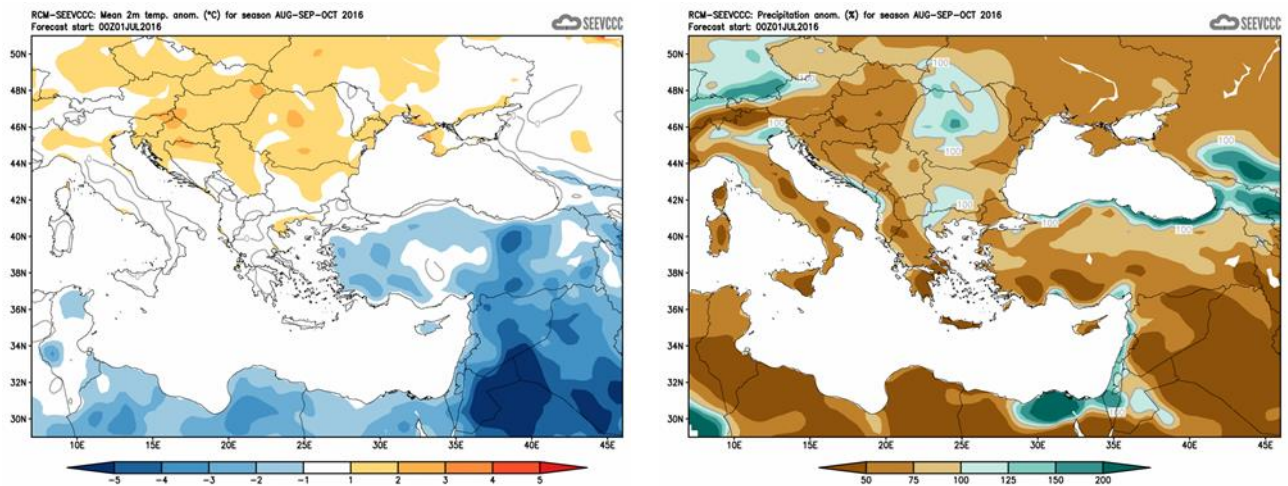 RCM-SEEVCCC: Mean 2m temp. anom. (°C) for season AUG-SEP-OCT 2016
Forecast start: 00Z01JUL2016
SEEVCCC
50N
48N
46N
44N
42N
40N
38N
36N
34N
32N
30N
10E 15E 20E 25E 30E 35E 40E 45E
-5 -4 -3 -2 -1 1 2 3 4 5
RCM-SEEVCCC: Precipitation anom. (%) for season AUG-SEP-OCT 2016
Forecast start: 00Z01JUL2016
SEEVCCC
50N
48N
46N
44N
42N
40N
38N
36N
34N
32N
30N
100
100
100
100
100
100
100
100
100
10E 15E 20E 25E 30E 35E 40E 45E
50 75 100 125 150 200